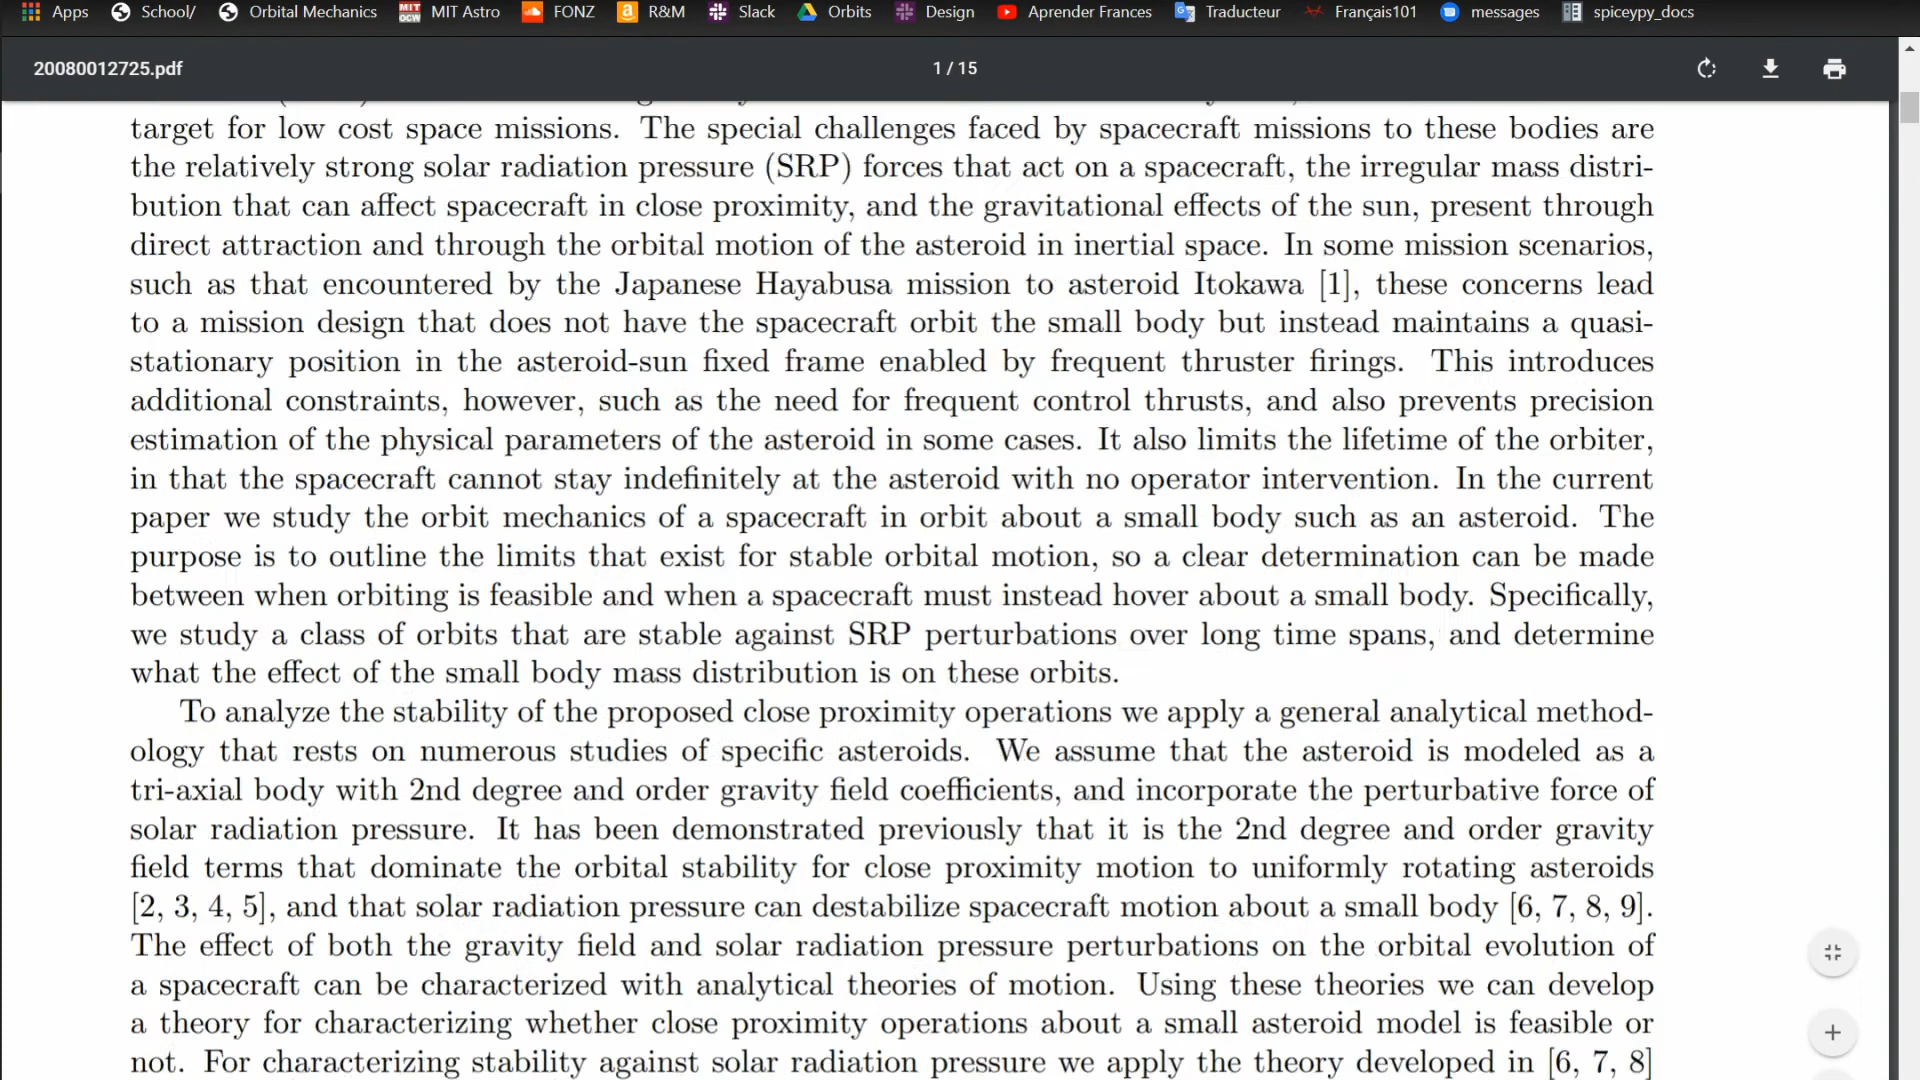 Apps School/ Orbital Mechanics MIT OCW MIT Astro FONZ R&M Slack Orbits Design Aprender Frances Traducteur Français101 messages spiceypy_docs
20080012725.pdf 1 / 15
target for low cost space missions. The special challenges faced by spacecraft missions to these bodies are
the relatively strong solar radiation pressure (SRP) forces that act on a spacecraft, the irregular mass distri-
bution that can affect spacecraft in close proximity, and the gravitational effects of the sun, present through
direct attraction and through the orbital motion of the asteroid in inertial space. In some mission scenarios,
such as that encountered by the Japanese Hayabusa mission to asteroid Itokawa [1], these concerns lead
to a mission design that does not have the spacecraft orbit the small body but instead maintains a quasi-
stationary position in the asteroid-sun fixed frame enabled by frequent thruster firings. This introduces
additional constraints, however, such as the need for frequent control thrusts, and also prevents precision
estimation of the physical parameters of the asteroid in some cases. It also limits the lifetime of the orbiter,
in that the spacecraft cannot stay indefinitely at the asteroid with no operator intervention. In the current
paper we study the orbit mechanics of a spacecraft in orbit about a small body such as an asteroid. The
purpose is to outline the limits that exist for stable orbital motion, so a clear determination can be made
between when orbiting is feasible and when a spacecraft must instead hover about a small body. Specifically,
we study a class of orbits that are stable against SRP perturbations over long time spans, and determine
what the effect of the small body mass distribution is on these orbits.
To analyze the stability of the proposed close proximity operations we apply a general analytical method-
ology that rests on numerous studies of specific asteroids. We assume that the asteroid is modeled as a
tri-axial body with 2nd degree and order gravity field coefficients, and incorporate the perturbative force of
solar radiation pressure. It has been demonstrated previously that it is the 2nd degree and order gravity
field terms that dominate the orbital stability for close proximity motion to uniformly rotating asteroids
[2, 3, 4, 5], and that solar radiation pressure can destabilize spacecraft motion about a small body [6, 7, 8, 9].
The effect of both the gravity field and solar radiation pressure perturbations on the orbital evolution of
a spacecraft can be characterized with analytical theories of motion. Using these theories we can develop
a theory for characterizing whether close proximity operations about a small asteroid model is feasible or
not. For characterizing stability against solar radiation pressure we apply the theory developed in [6, 7, 8]